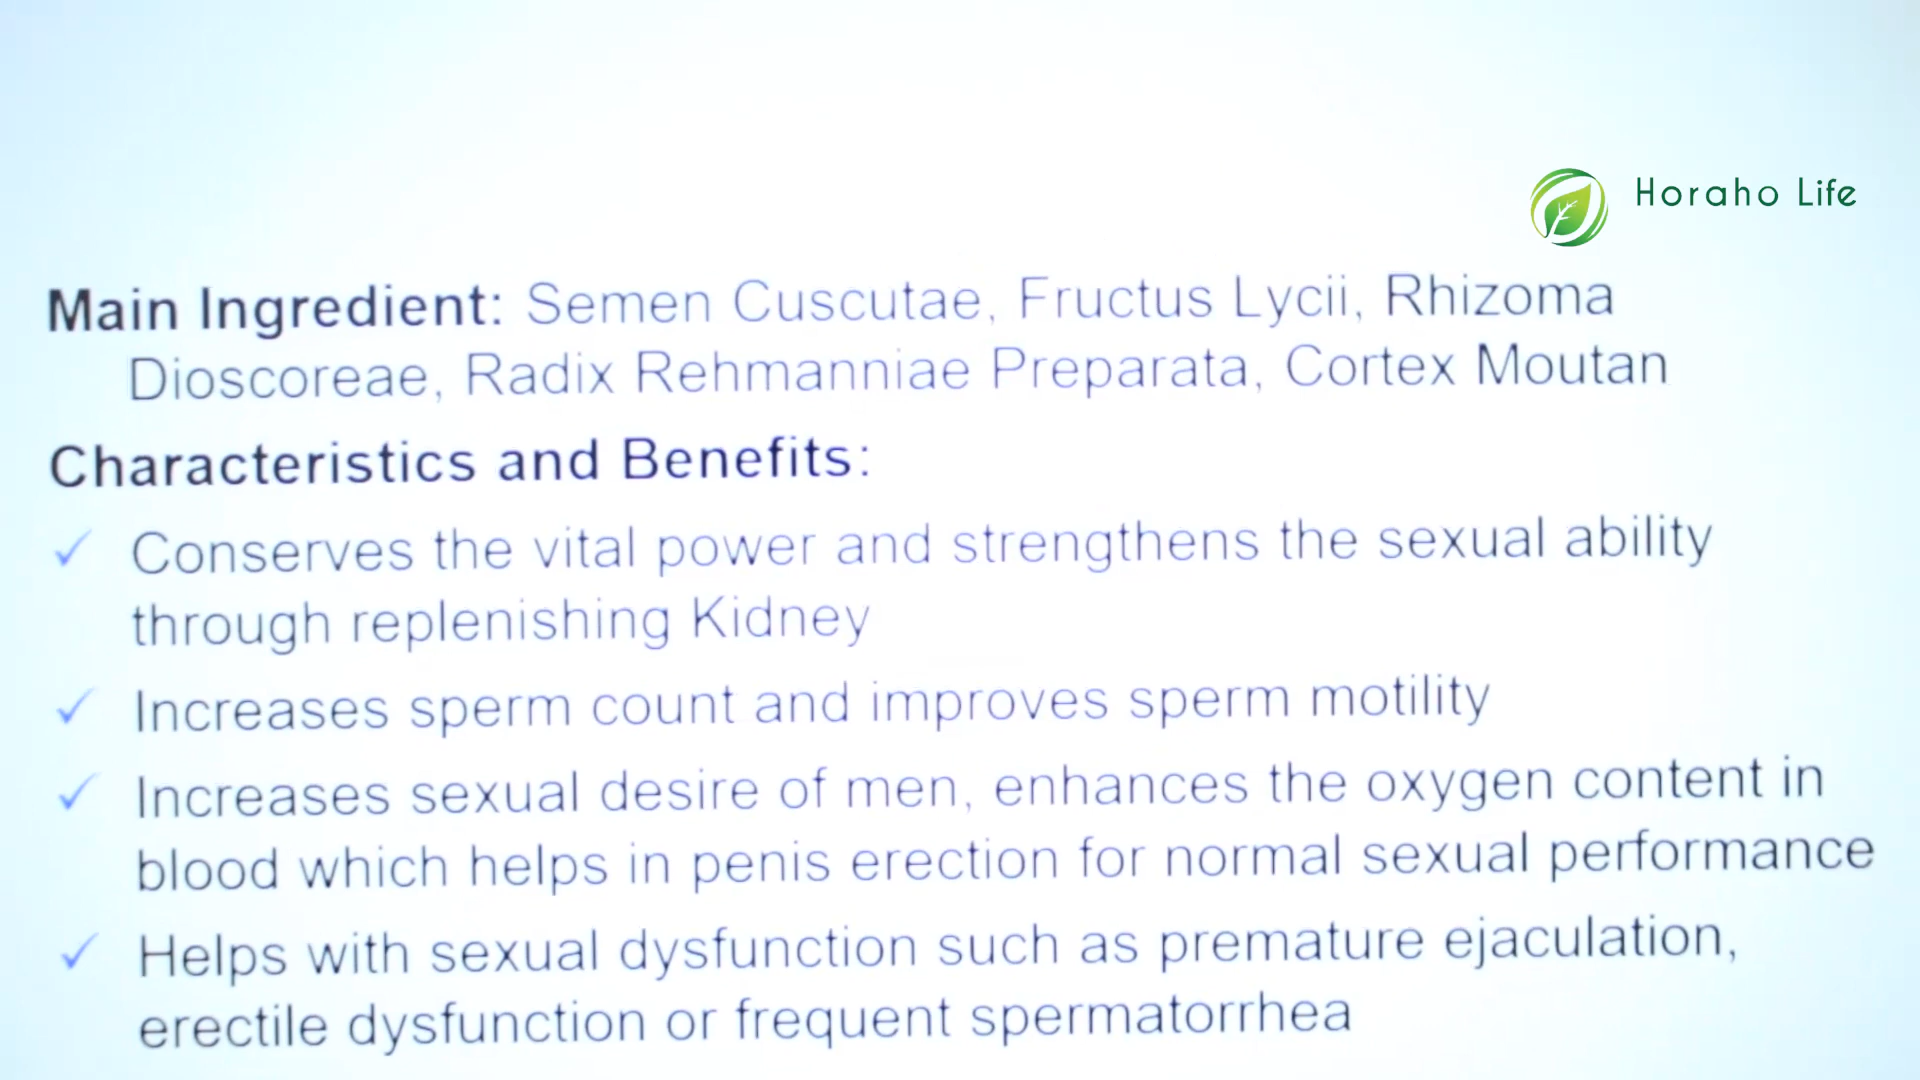 Horaho Life
Main Ingredient: Semen Cuscutae, Fructus Lycii, Rhizoma
Dioscoreae, Radix Rehmanniae Preparata, Cortex Moutan
Characteristics and Benefits:
✓ Conserves the vital power and strengthens the sexual ability
through replenishing Kidney
✓ Increases sperm count and improves sperm motility
✓ Increases sexual desire of men, enhances the oxygen content in
blood which helps in penis erection for normal sexual performance
✓ Helps with sexual dysfunction such as premature ejaculation,
erectile dysfunction or frequent spermatorrhea